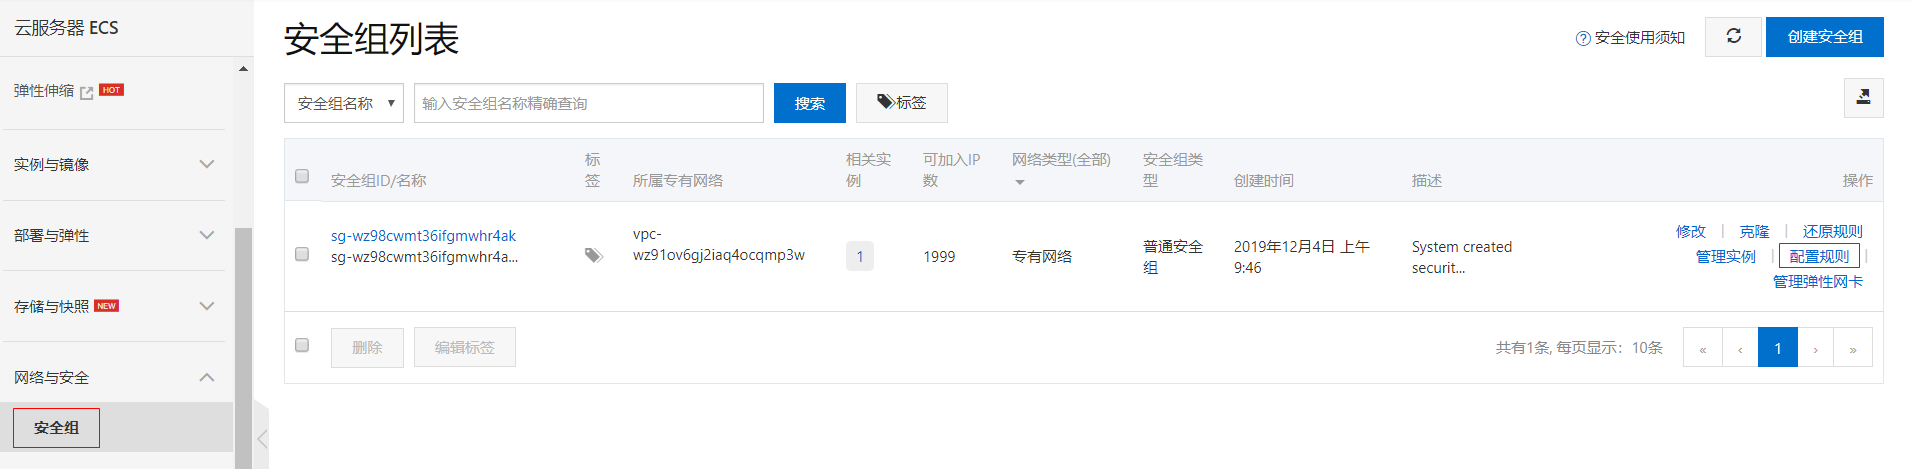 云服务器 ECS
弹性伸缩 HOT
实例与镜像
部署与弹性
存储与快照 NEW
网络与安全
安全组
安全组列表
? 安全使用须知
创建安全组
安全组名称 ▼
输入安全组名称精确查询
搜索
标签
安全组ID/名称
标签
所属专有网络
相关实例
可加入IP数
网络类型(全部)
安全组类型
创建时间
描述
操作
sg-wz98cwmt36ifgmwhr4ak
sg-wz98cwmt36ifgmwhr4a...
vpc-
wz91ov6gj2iaq4ocqmp3w
1
1999
专有网络
普通安全组
2019年12月4日 上午
9:46
System created
securit...
修改 | 克隆 | 还原规则
管理实例 | 配置规则 |
管理弹性网卡
删除
编辑标签
共有1条, 每页显示：10条
« ‹ 1 › »